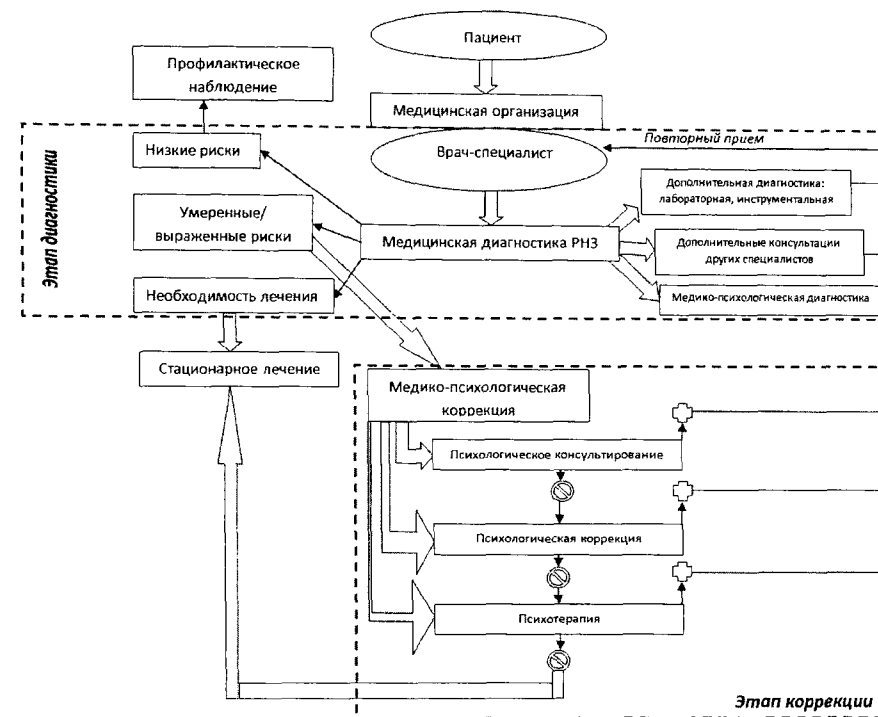 Пациент
Профилактическое
наблюдение
Медицинская организация
Повторный прием
Низкие риски
Врач-специалист
Этап диагностики
Дополнительная диагностика:
лабораторная, инструментальная
Умеренные/
выраженные риски
Медицинская диагностика РНЗ
Дополнительные консультации
других специалистов
Необходимость лечения
Медико-психологическая диагностика
Стационарное лечение
Медико-психологическая
коррекция
Психологическое консультирование
Психологическая коррекция
Психотерапия
Этап коррекции